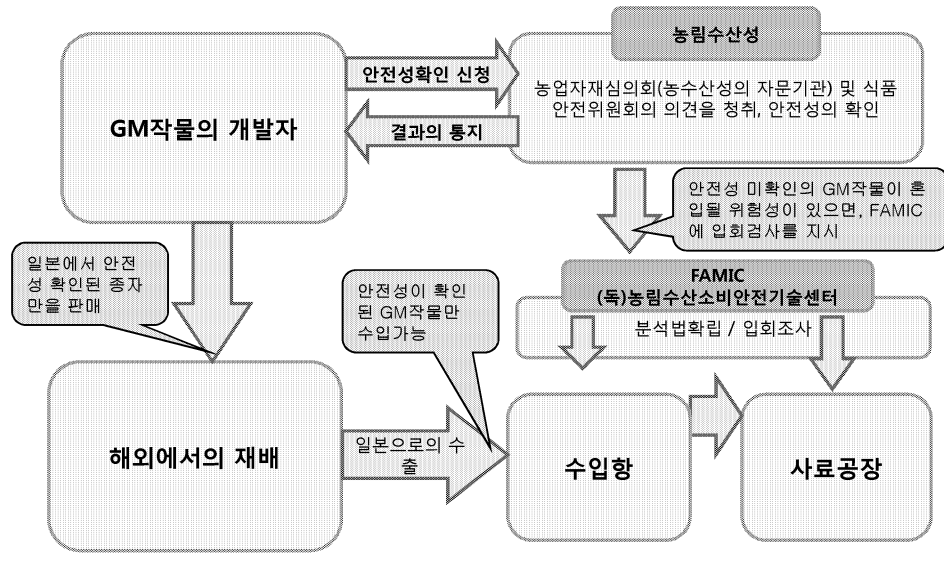 농림수산성
안전성확인 신청
농업자재심의회(농수산성의 자문기관) 및 식품
안전위원회의 의견을 청취, 안전성의 확인
GM작물의 개발자
결과의 통지
안전성 미확인의 GM작물이 혼
입될 위험성이 있으면, FAMIC
에 입회검사를 지시
일본에서 안전
성 확인된 종자
만을 판매
안전성이 확인
된 GM작물만
수입가능
FAMIC
(독)농림수산소비안전기술센터
분석법확립 / 입회조사
해외에서의 재배
일본으로의 수
출
수입항
사료공장